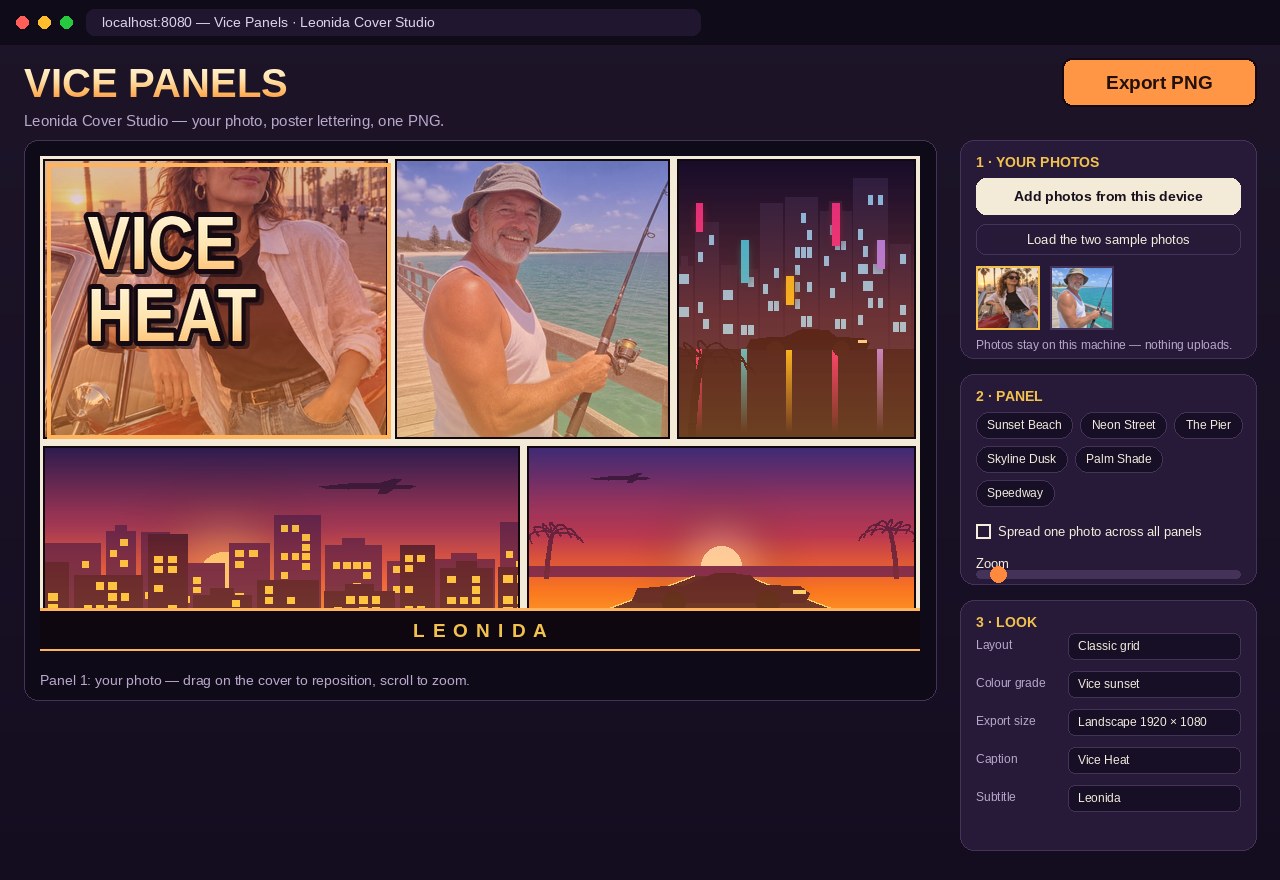 localhost:8080 — Vice Panels · Leonida Cover Studio
VICE PANELS
Export PNG
Leonida Cover Studio — your photo, poster lettering, one PNG.
VICE
HEAT
LEONIDA
Panel 1: your photo — drag on the cover to reposition, scroll to zoom.
1 · YOUR PHOTOS
Add photos from this device
Load the two sample photos
Photos stay on this machine — nothing uploads.
2 · PANEL
Sunset Beach Neon Street The Pier
Skyline Dusk Palm Shade
Speedway
Spread one photo across all panels
Zoom
3 · LOOK
Layout Classic grid
Colour grade Vice sunset
Export size Landscape 1920 × 1080
Caption Vice Heat
Subtitle Leonida